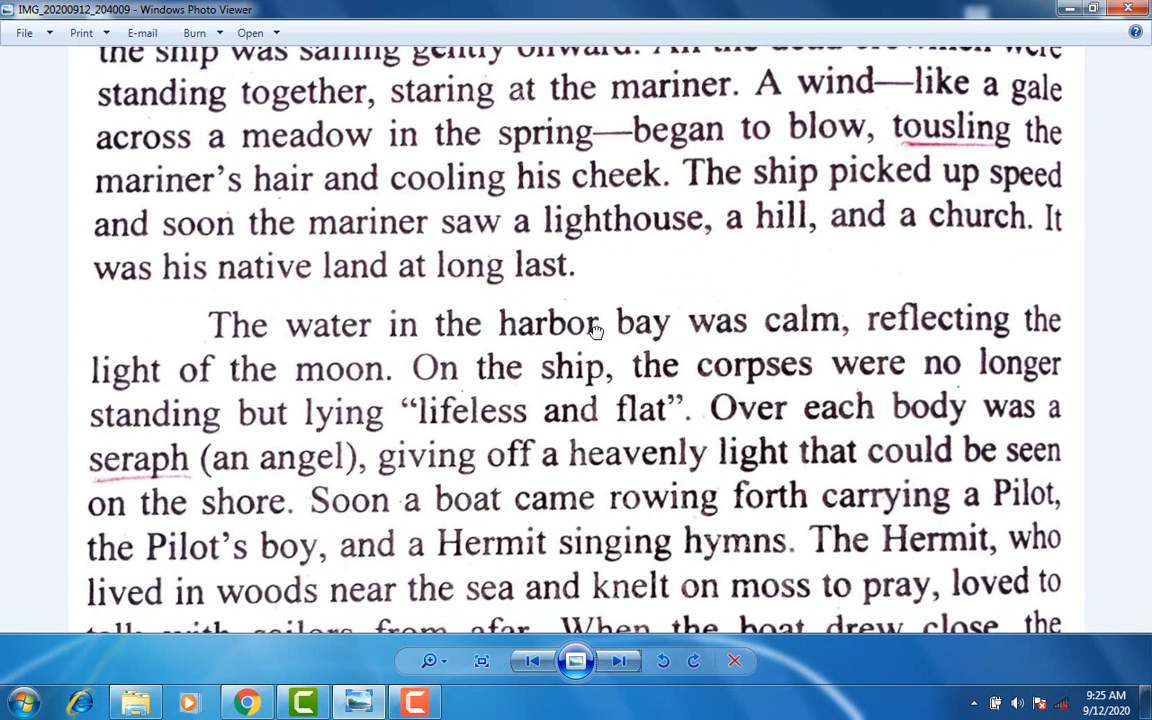 IMG_20200912_204009 - Windows Photo Viewer
File Print E-mail Burn Open
the ship was sailing gently onward. All the dead crewmen were
standing together, staring at the mariner. A wind—like a gale
across a meadow in the spring—began to blow, tousling the
mariner's hair and cooling his cheek. The ship picked up speed
and soon the mariner saw a lighthouse, a hill, and a church. It
was his native land at long last.
The water in the harbor bay was calm, reflecting the
light of the moon. On the ship, the corpses were no longer
standing but lying “lifeless and flat”. Over each body was a
seraph (an angel), giving off a heavenly light that could be seen
on the shore. Soon a boat came rowing forth carrying a Pilot,
the Pilot's boy, and a Hermit singing hymns. The Hermit, who
lived in woods near the sea and knelt on moss to pray, loved to
talk with sailors from afar. When the boat drew close the
9:25 AM
9/12/2020